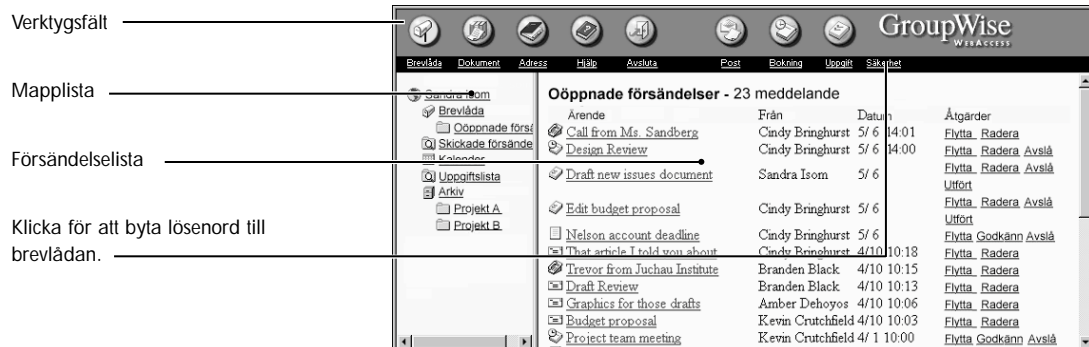 Verktygsfält
Mapplista
Försändelselista
Klicka för att byta lösenord till
brevlådan.
GroupWise
WEBACCESS
Brevlåda Dokument Adress Hjälp Avsluta Post Bokning Uppgift Säkerhet
Sandra Isom
Brevlåda
Oöppnade förså
Skickade försände
Kalender
Uppgiftslista
Arkiv
Projekt A
Projekt B
Oöppnade försändelser - 23 meddelande
Ärende Från Datum Åtgärder
Call from Ms. Sandberg Cindy Bringhurst 5/ 6 14:01 Flytta Radera
Design Review Cindy Bringhurst 5/ 6 14:00 Flytta Radera Avslå
Draft new issues document Sandra Isom 5/ 6 Flytta Radera Avslå
Utfört
Edit budget proposal Cindy Bringhurst 5/ 6 Flytta Radera Avslå
Utfört
Nelson account deadline Cindy Bringhurst 5/ 6 Flytta Godkänn Avslå
That article I told you about Cindy Bringhurst 4/10 10:18 Flytta Radera
Trevor from Juchau Institute Branden Black 4/10 10:15 Flytta Radera
Draft Review Branden Black 4/10 10:13 Flytta Radera
Graphics for those drafts Amber Dehoyos 4/10 10:06 Flytta Radera
Budget proposal Kevin Crutchfield 4/10 10:03 Flytta Radera
Project team meeting Kevin Crutchfield 4/ 1 10:00 Flytta Godkänn Avslå